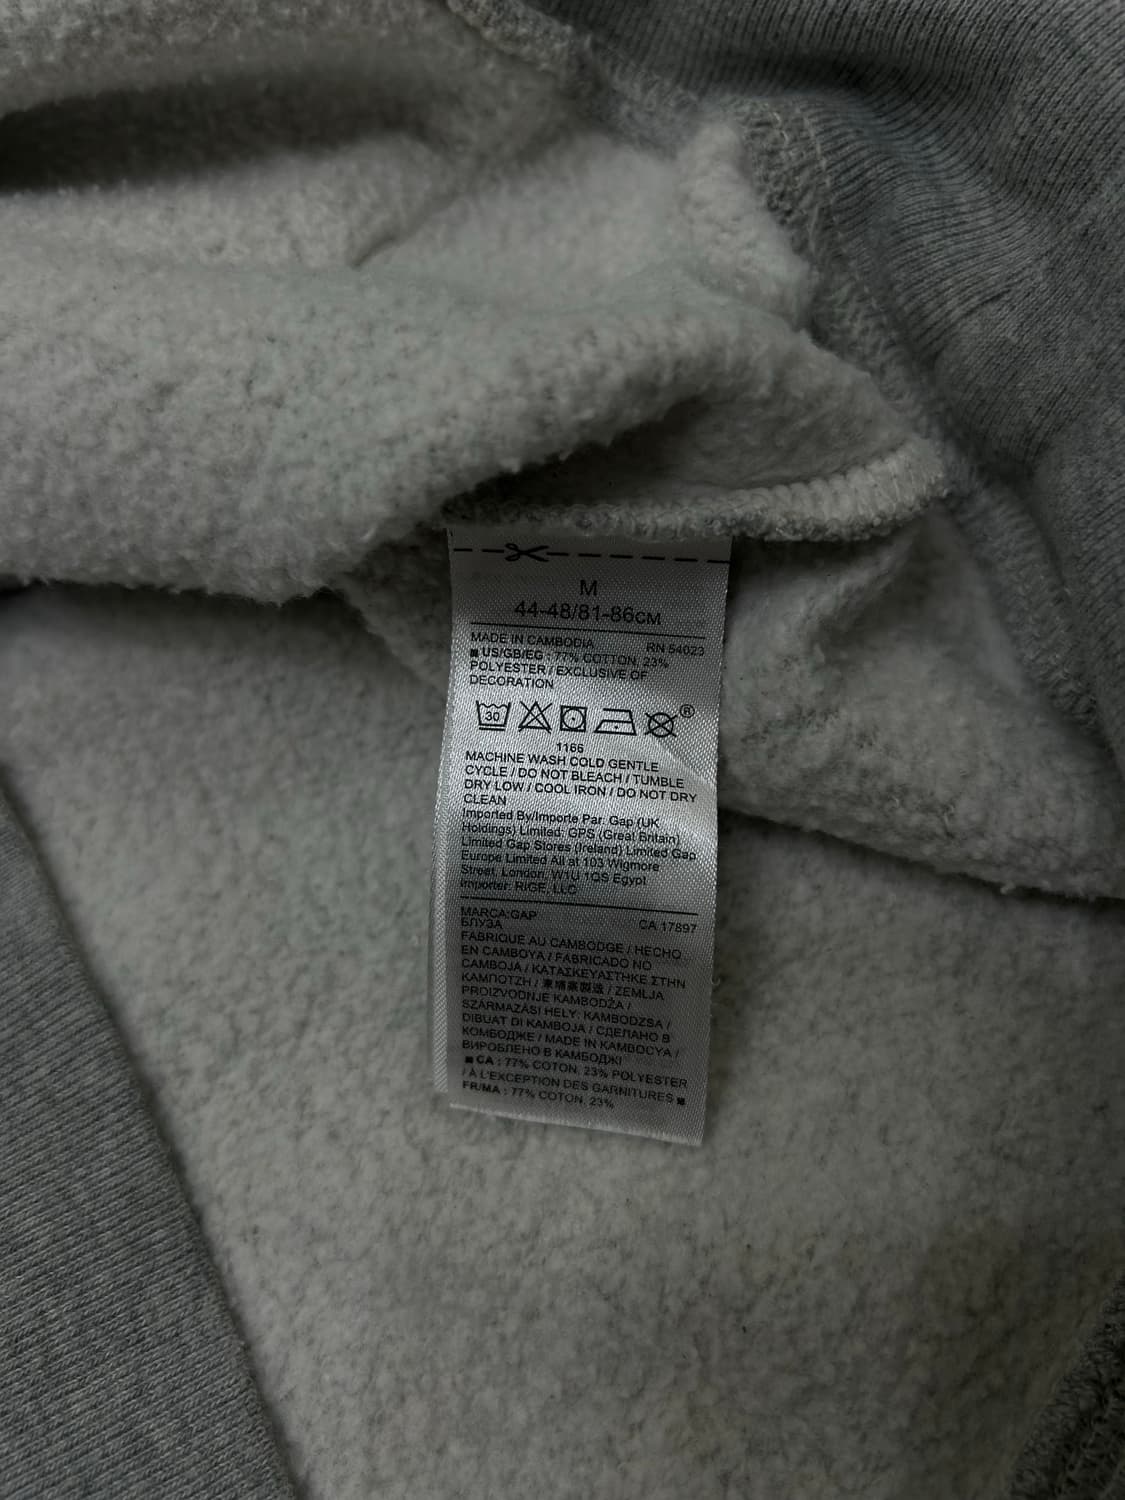 M
44-48/81-86CM
MADE IN CAMBODIA RN 54023
■ US/GB/EG : 77% COTTON, 23%
POLYESTER / EXCLUSIVE OF
DECORATION
30 ®
1166
MACHINE WASH COLD GENTLE
CYCLE / DO NOT BLEACH / TUMBLE
DRY LOW / COOL IRON / DO NOT DRY
CLEAN
Imported By/Importe Par: Gap (UK
Holdings) Limited; GPS (Great Britain)
Limited Gap Stores (Ireland) Limited Gap
Europe Limited All at 103 Wigmore
Street, London, W1U 1QS Egypt
Importer: RIGE, LLC
MARCA:GAP CA 17897
БЛУЗА
FABRIQUE AU CAMBODGE / HECHO
EN CAMBOYA / FABRICADO NO
CAMBOJA / ΚΑΤΑΣΚΕΥΑΣΤΗΚΕ ΣΤΗΝ
ΚΑΜΠΟΤΖΗ / 柬埔寨製造 / ZEMLJA
PROIZVODNJE KAMBODŽA /
SZÁRMAZÁSI HELY: KAMBODZSA /
DIBUAT DI KAMBOJA / СДЕЛАНО В
КОМБОДЖЕ / MADE IN KAMBOÇYA /
ВИРОБЛЕНО В КАМБОДЖІ
■ CA : 77% COTON, 23% POLYESTER
/ À L'EXCEPTION DES GARNITURES ■
FR/MA : 77% COTON, 23%